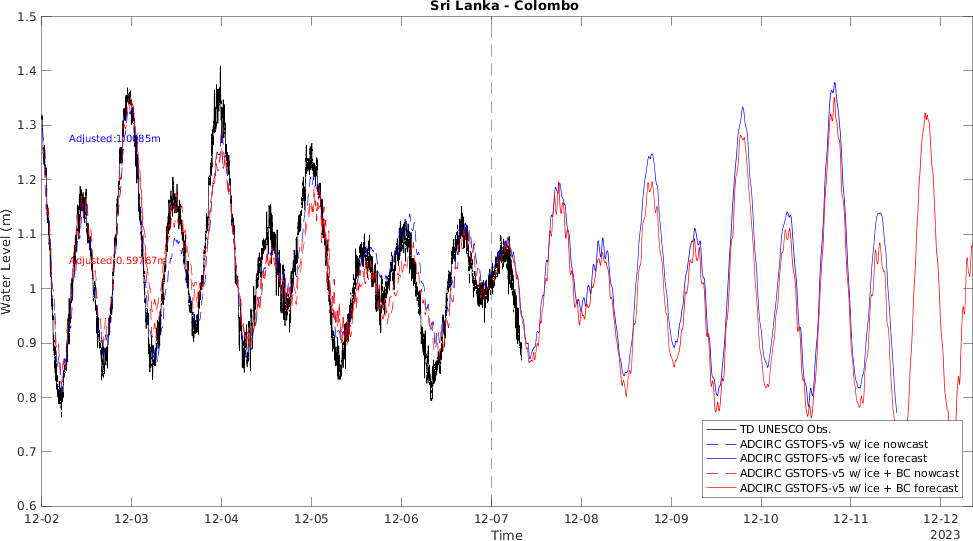 Sri Lanka - Colombo
Water Level (m)
1.5
1.4
1.3
1.2
1.1
1
0.9
0.8
0.7
0.6
Adjusted:1.0085m
Adjusted:0.59767m
TD UNESCO Obs.
ADCIRC GSTOFS-v5 w/ ice nowcast
ADCIRC GSTOFS-v5 w/ ice forecast
ADCIRC GSTOFS-v5 w/ ice + BC nowcast
ADCIRC GSTOFS-v5 w/ ice + BC forecast
12-02 12-03 12-04 12-05 12-06 12-07 12-08 12-09 12-10 12-11 12-12
Time
2023